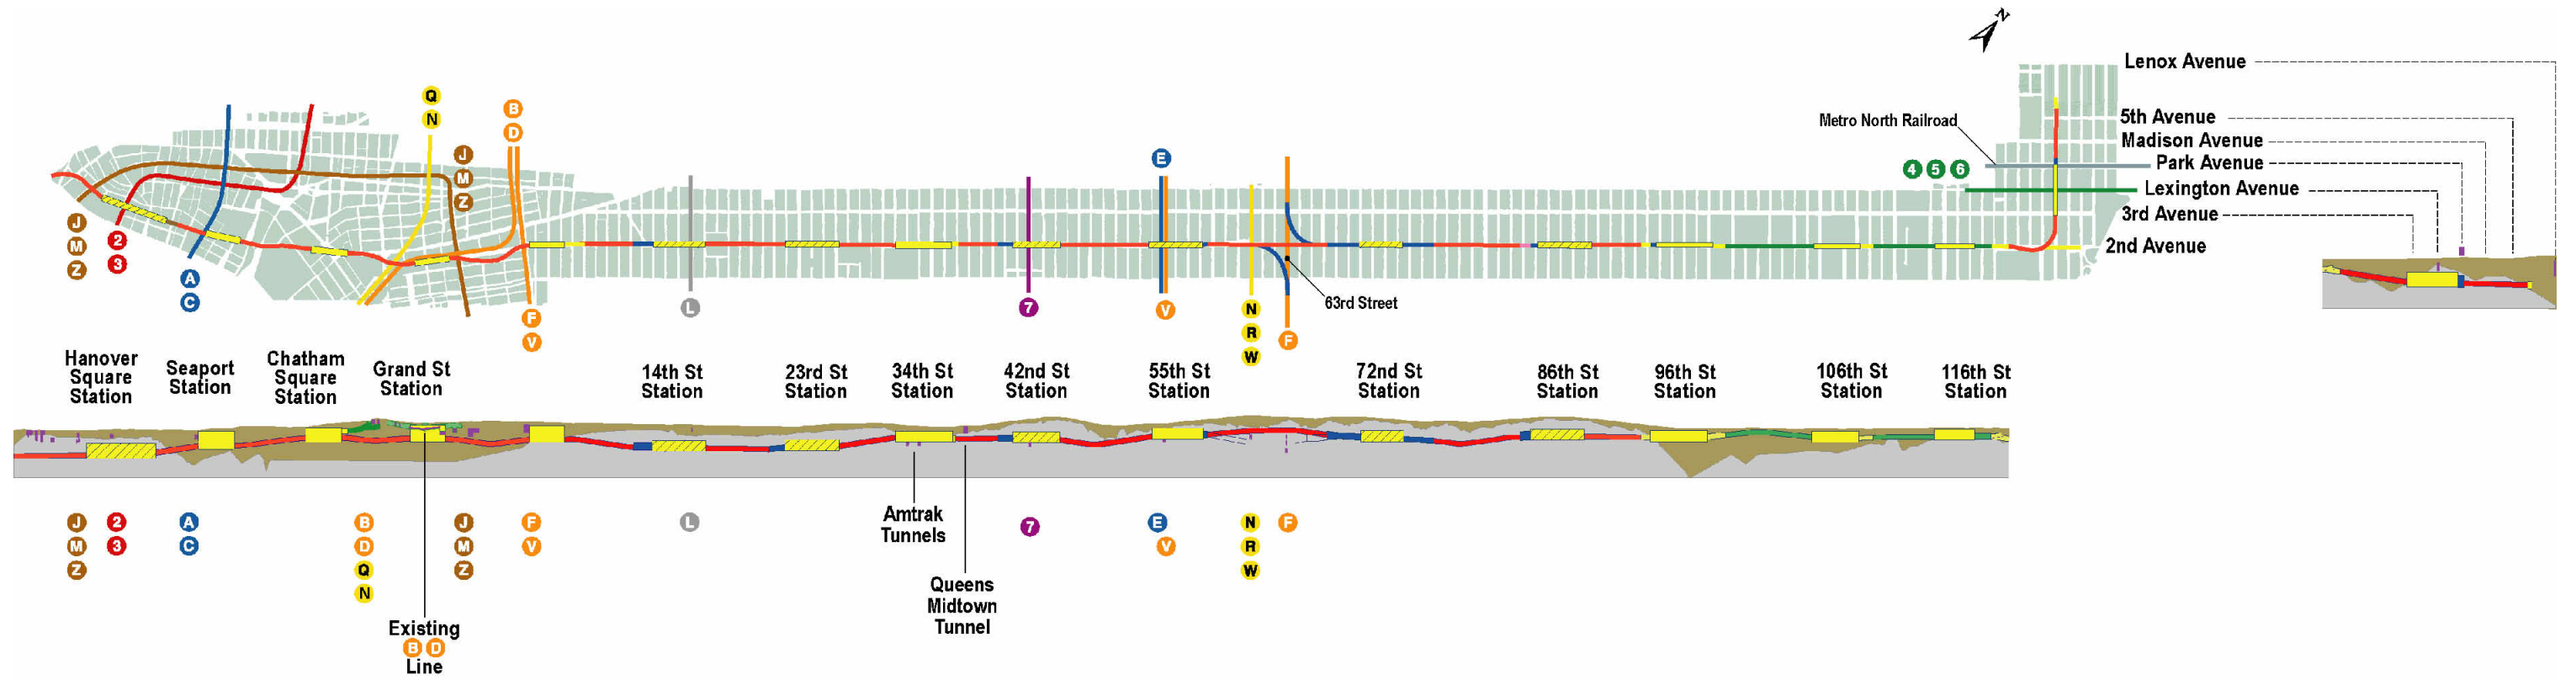 N
Lenox Avenue
5th Avenue
Madison Avenue
Metro North Railroad
Park Avenue
4 5 6
Lexington Avenue
3rd Avenue
2nd Avenue
Q
N
B
D
J
M
Z
E
J
M
Z
2
3
A
C
F
V
L
7
V
N
R
W
63rd Street
F
Hanover
Square
Station
Seaport
Station
Chatham
Square
Station
Grand St
Station
14th St
Station
23rd St
Station
34th St
Station
42nd St
Station
55th St
Station
72nd St
Station
86th St
Station
96th St
Station
106th St
Station
116th St
Station
J
M
Z
2
3
A
C
B
D
Q
N
J
M
Z
F
V
L
Amtrak
Tunnels
7
E
V
N
R
W
F
Queens
Midtown
Tunnel
Existing
B D
Line